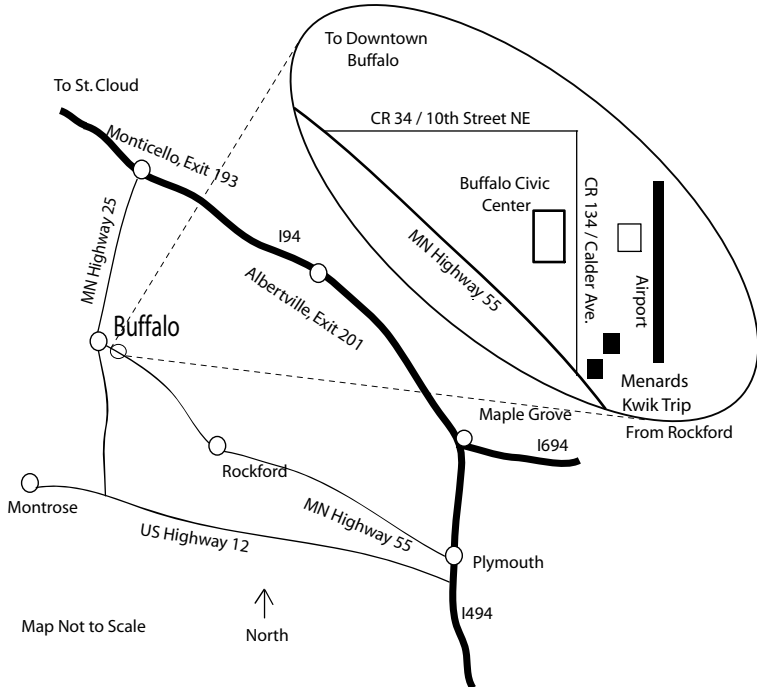 To Downtown
Buffalo
To St. Cloud
CR 34 / 10th Street NE
Monticello, Exit 193
Buffalo Civic
Center
CR 134 / Calder Ave.
MN Highway 25
I94
MN Highway 55
Airport
Albertville, Exit 201
Buffalo
Menards
Kwik Trip
Maple Grove
From Rockford
I694
Rockford
Montrose
MN Highway 55
US Highway 12
Plymouth
I494
Map Not to Scale
North